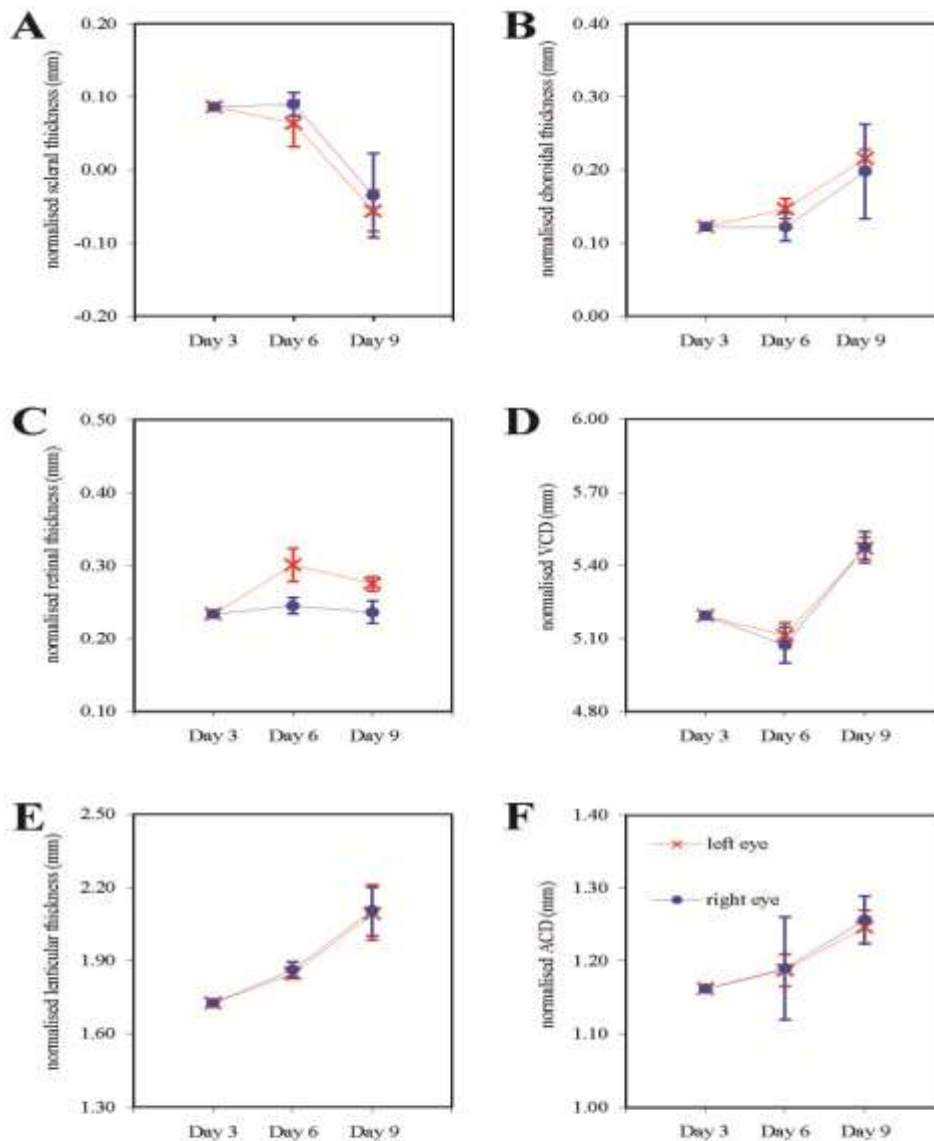 A
normalised scleral thickness (mm)
0.20
0.10
0.00
-0.10
-0.20
Day 3 Day 6 Day 9
B
normalised choroidal thickness (mm)
0.40
0.30
0.20
0.10
0.00
Day 3 Day 6 Day 9
C
normalised retinal thickness (mm)
0.50
0.40
0.30
0.20
0.10
Day 3 Day 6 Day 9
D
normalised VCD (mm)
6.00
5.70
5.40
5.10
4.80
Day 3 Day 6 Day 9
E
normalised lenticular thickness (mm)
2.50
2.20
1.90
1.60
1.30
Day 3 Day 6 Day 9
F
normalised ACD (mm)
1.40
1.30
1.20
1.10
1.00
left eye
right eye
Day 3 Day 6 Day 9